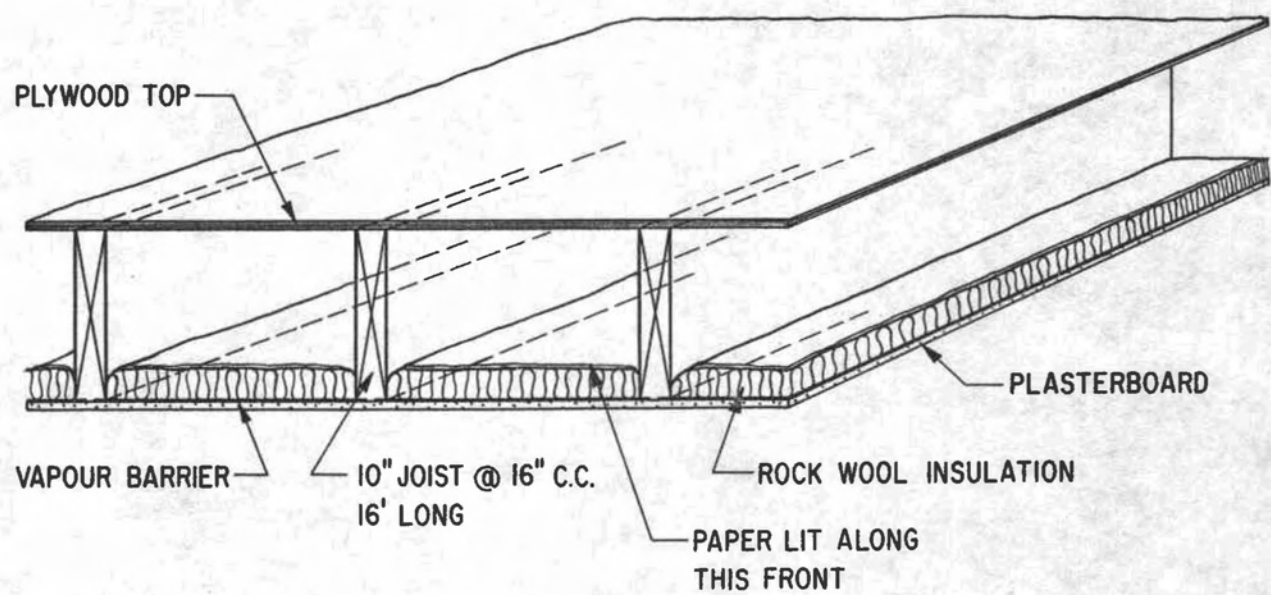 PLYWOOD TOP
PLASTERBOARD
VAPOUR BARRIER
10" JOIST @ 16" C.C.
16' LONG
ROCK WOOL INSULATION
PAPER LIT ALONG
THIS FRONT